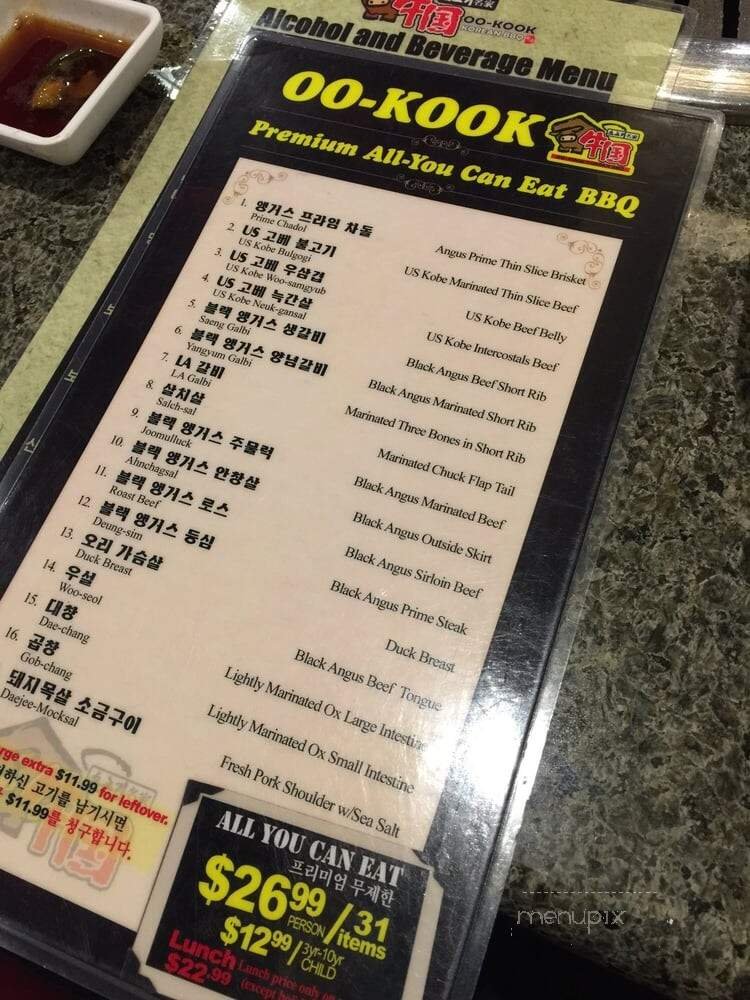 OO-KOOK
KOREAN BBQ
Alcohol and Beverage Menu
OO-KOOK
Premium All-You Can Eat BBQ
1. 앵거스 프라임 차돌
Prime Chadol
Angus Prime Thin Slice Brisket
2. US 고베 불고기
US Kobe Bulgogi
US Kobe Marinated Thin Slice Beef
3. US 고베 우삼겹
US Kobe Woo-samgyub
US Kobe Beef Belly
4. US 고베 늑간살
US Kobe Neuk-gansal
US Kobe Intercostals Beef
5. 블랙 앵거스 생갈비
Saeng Galbi
Black Angus Beef Short Rib
6. 블랙 앵거스 양념갈비
Yangyum Galbi
Black Angus Marinated Short Rib
7. LA 갈비
LA Galbi
Marinated Three Bones in Short Rib
8. 살치살
Salch-sal
Marinated Chuck Flap Tail
9. 블랙 앵거스 주물럭
Joomulluck
Black Angus Marinated Beef
10. 블랙 앵거스 안창살
Ahnchagsal
Black Angus Outside Skirt
11. 블랙 앵거스 로스
Roast Beef
Black Angus Sirloin Beef
12. 블랙 앵거스 등심
Deung-sim
Black Angus Prime Steak
13. 오리 가슴살
Duck Breast
Duck Breast
14. 우설
Woo-seol
Black Angus Beef Tongue
15. 대창
Dae-chang
Lightly Marinated Ox Large Intestine
16. 곱창
Gob-chang
Lightly Marinated Ox Small Intestine
돼지목살 소금구이
Daejee-Mocksal
Fresh Pork Shoulder w/Sea Salt
extra $11.99 for leftover.
고기를 남기시면
$11.99를 청구합니다.
ALL YOU CAN EAT
프리미엄 무제한
$26.99 PERSON / 31 items
$12.99 / 3yr-10yr CHILD
Lunch $22.99
Lunch price only on
(except
menupix